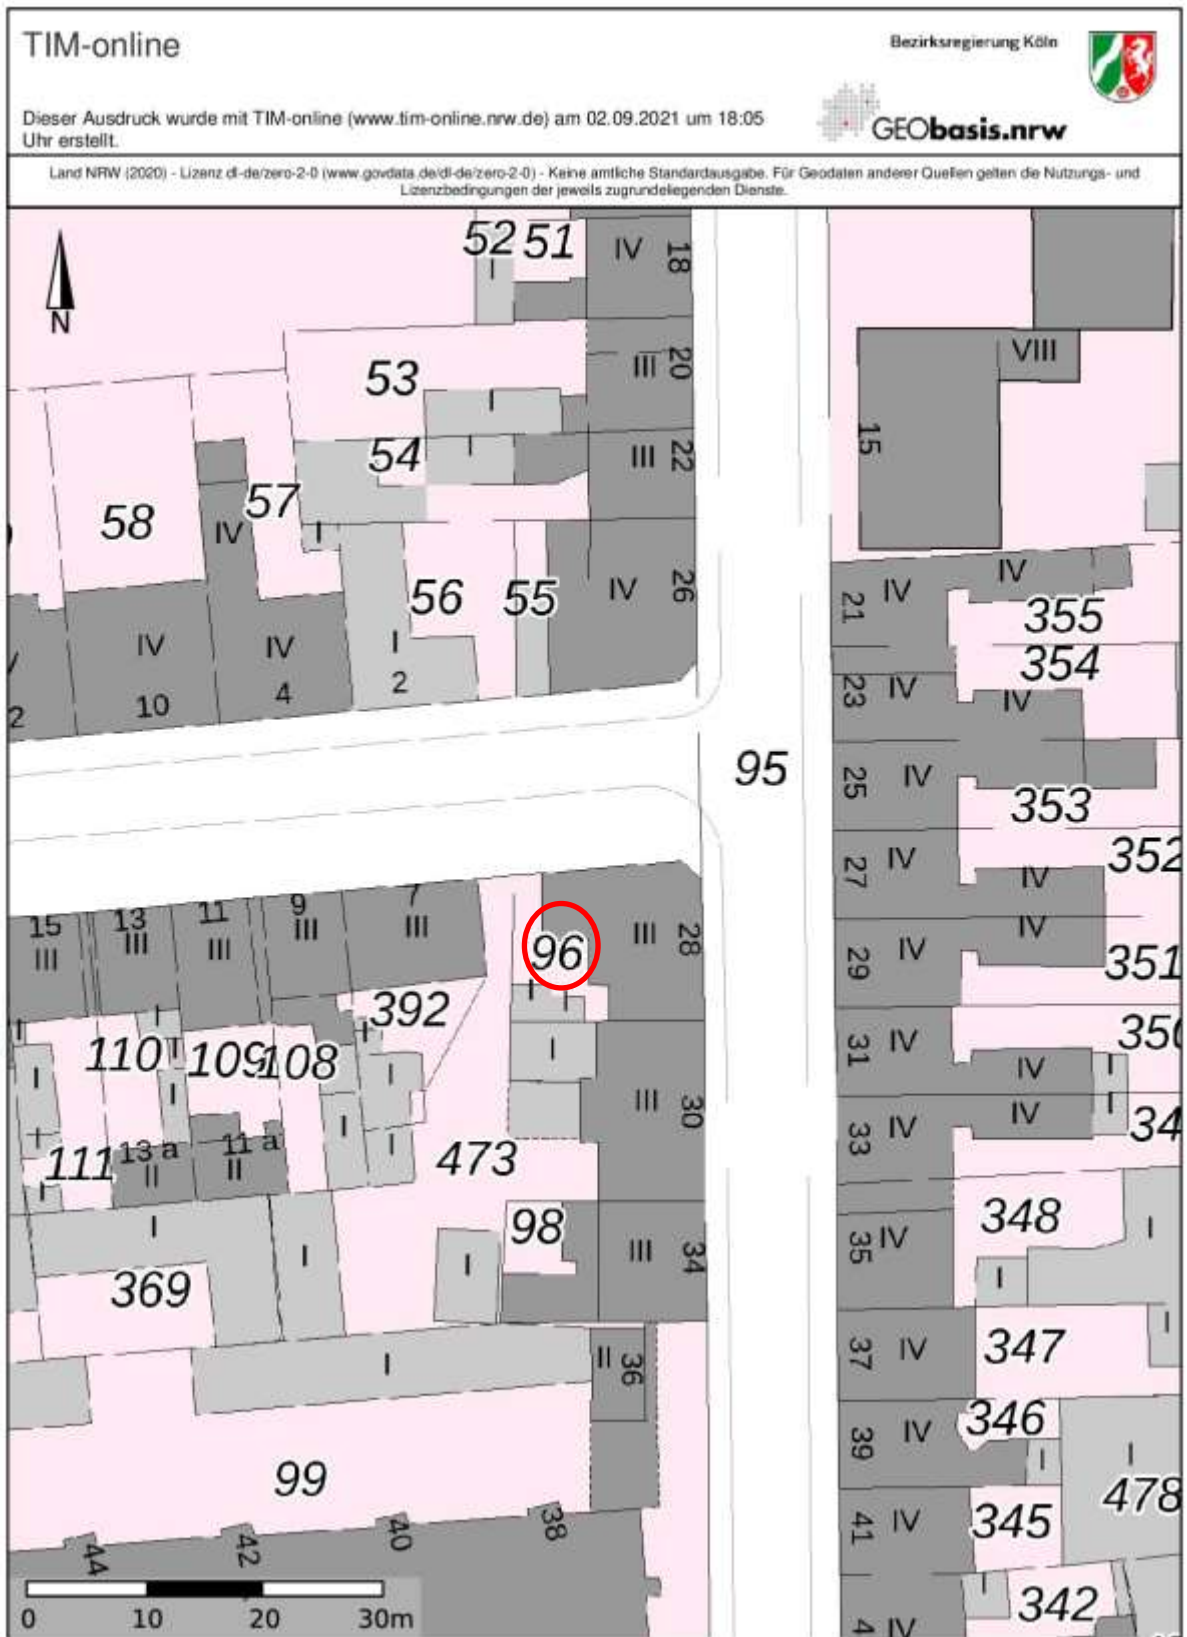 TIM-online
Bezirksregierung Köln
Dieser Ausdruck wurde mit TIM-online (www.tim-online.nrw.de) am 02.09.2021 um 18:05
Uhr erstellt.
GEObasis.nrw
Land NRW (2020) - Lizenz dl-de/zero-2-0 (www.govdata.de/dl-de/zero-2-0) - Keine amtliche Standardausgabe. Für Geodaten anderer Quellen gelten die Nutzungs- und
Lizenzbedingungen der jeweils zugrundeliegenden Dienste.
52 51 IV 18
I
N
VIII
53 III 20
I
15
54 I III 22
58 57 IV I
56 55 IV 26
IV 21 IV
355
IV IV I
354
10 4 2
23 IV IV
2
95
25 IV
353
27 IV IV 352
15 13 11 9 7
III III III III III
96 III 28
29 IV IV 351
I I
392
I I I
110 109 108 I I
31 IV IV I 350
I I III 30
33 IV IV I
111 13 a 11 a I I
II II
473
I I
98 III 34
35 IV 348 I
I I
369 I
I 37 IV 347 I
I II 36
39 IV 346 I I
99
478
41 IV 345
44 42 40 38
I 342
IV
0 10 20 30m